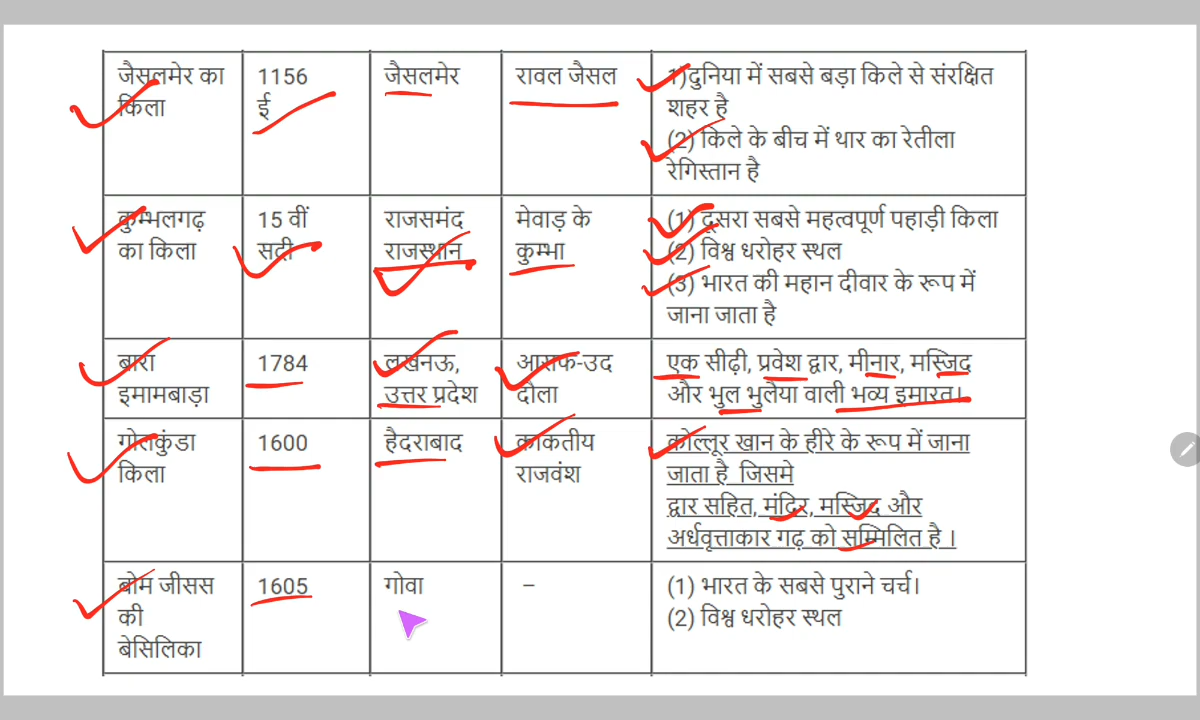 जैसलमेर का
किला
1156
ई
जैसलमेर
रावल जैसल
1)दुनिया में सबसे बड़ा किले से संरक्षित
शहर है
(2) किले के बीच में थार का रेतीला
रेगिस्तान है
कुम्भलगढ़
का किला
15 वीं
सदी
राजसमंद
राजस्थान
मेवाड़ के
कुम्भा
(1) दूसरा सबसे महत्वपूर्ण पहाड़ी किला
(2) विश्व धरोहर स्थल
(3) भारत की महान दीवार के रूप में
जाना जाता है
बारा
इमामबाड़ा
1784
लखनऊ,
उत्तर प्रदेश
आसफ-उद
दोला
एक सीढ़ी, प्रवेश द्वार, मीनार, मस्जिद
और भुल भुलैया वाली भव्य इमारत।
गोलकुंडा
किला
1600
हैदराबाद
काकतीय
राजवंश
कोल्लूर खान के हीरे के रूप में जाना
जाता है जिसमे
द्वार सहित, मंदिर, मस्जिद और
अर्धवृत्ताकार गढ़ को सम्मिलित है ।
बोम जीसस
की
बेसिलिका
1605
गोवा
–
(1) भारत के सबसे पुराने चर्च।
(2) विश्व धरोहर स्थल